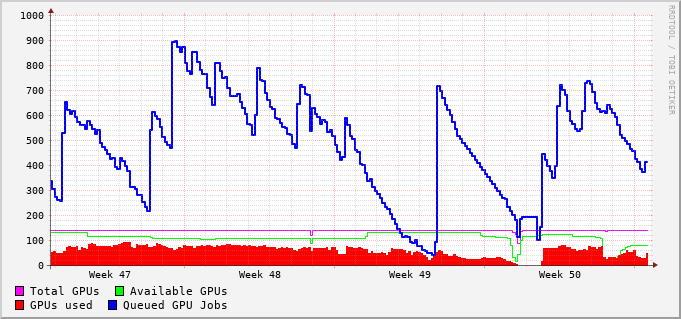 1000
900
800
700
600
500
400
300
200
100
0
Week 47 Week 48 Week 49 Week 50
Total GPUs Available GPUs
GPUs used Queued GPU Jobs
RRDTOOL / TOBI OETIKER